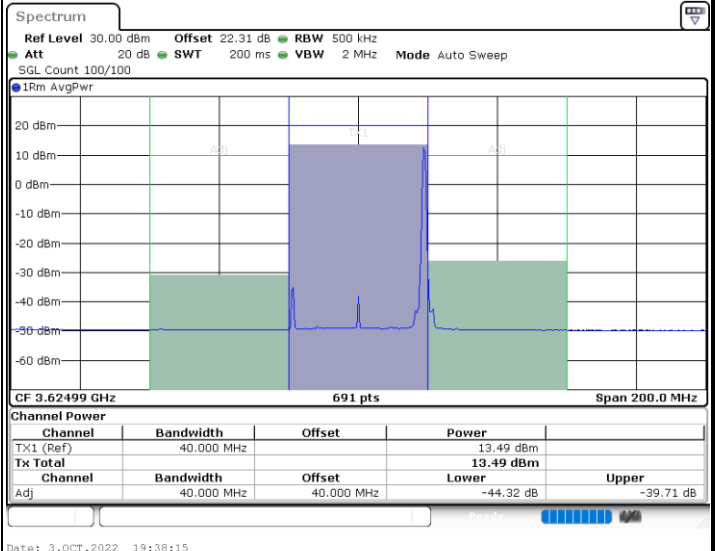 Spectrum
Ref Level 30.00 dBm Offset 22.31 dB RBW 500 kHz
Att 20 dB SWT 200 ms VBW 2 MHz Mode Auto Sweep
SGL Count 100/100
1Rm AvgPwr
20 dBm
TX1
Adj
10 dBm
Adj
0 dBm
-10 dBm
-20 dBm
-30 dBm
-40 dBm
-50 dBm
-60 dBm
CF 3.62499 GHz 691 pts Span 200.0 MHz
Channel Power
Channel Bandwidth Offset Power
TX1 (Ref) 40.000 MHz 13.49 dBm
Tx Total 13.49 dBm
Channel Bandwidth Offset Lower Upper
Adj 40.000 MHz 40.000 MHz -44.32 dB -39.71 dB
Ready
Date: 3.OCT.2022 19:38:15